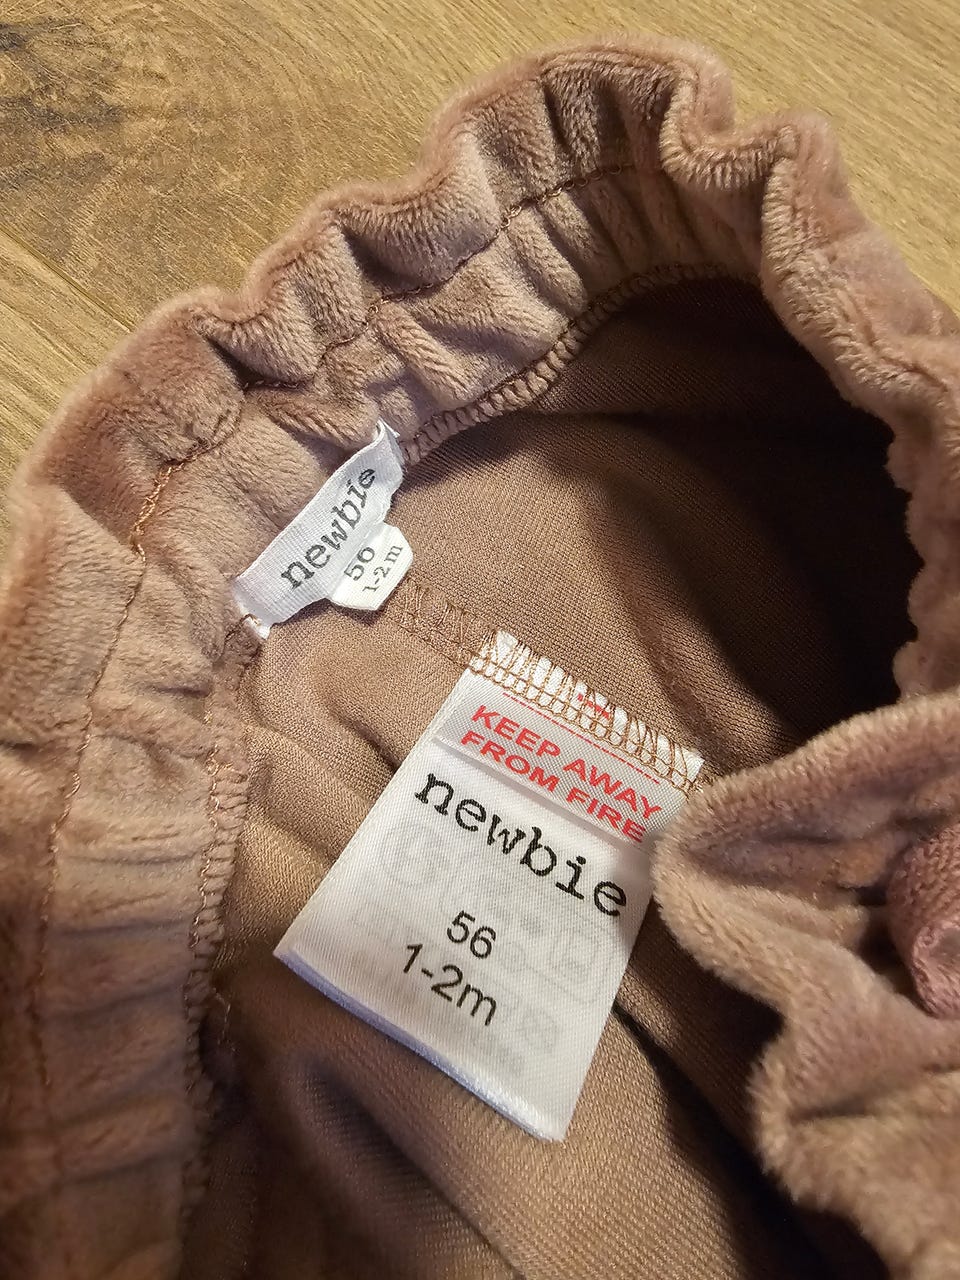 newbie
56
1-2m
KEEP AWAY
FROM FIRE
newbie
56
1-2m